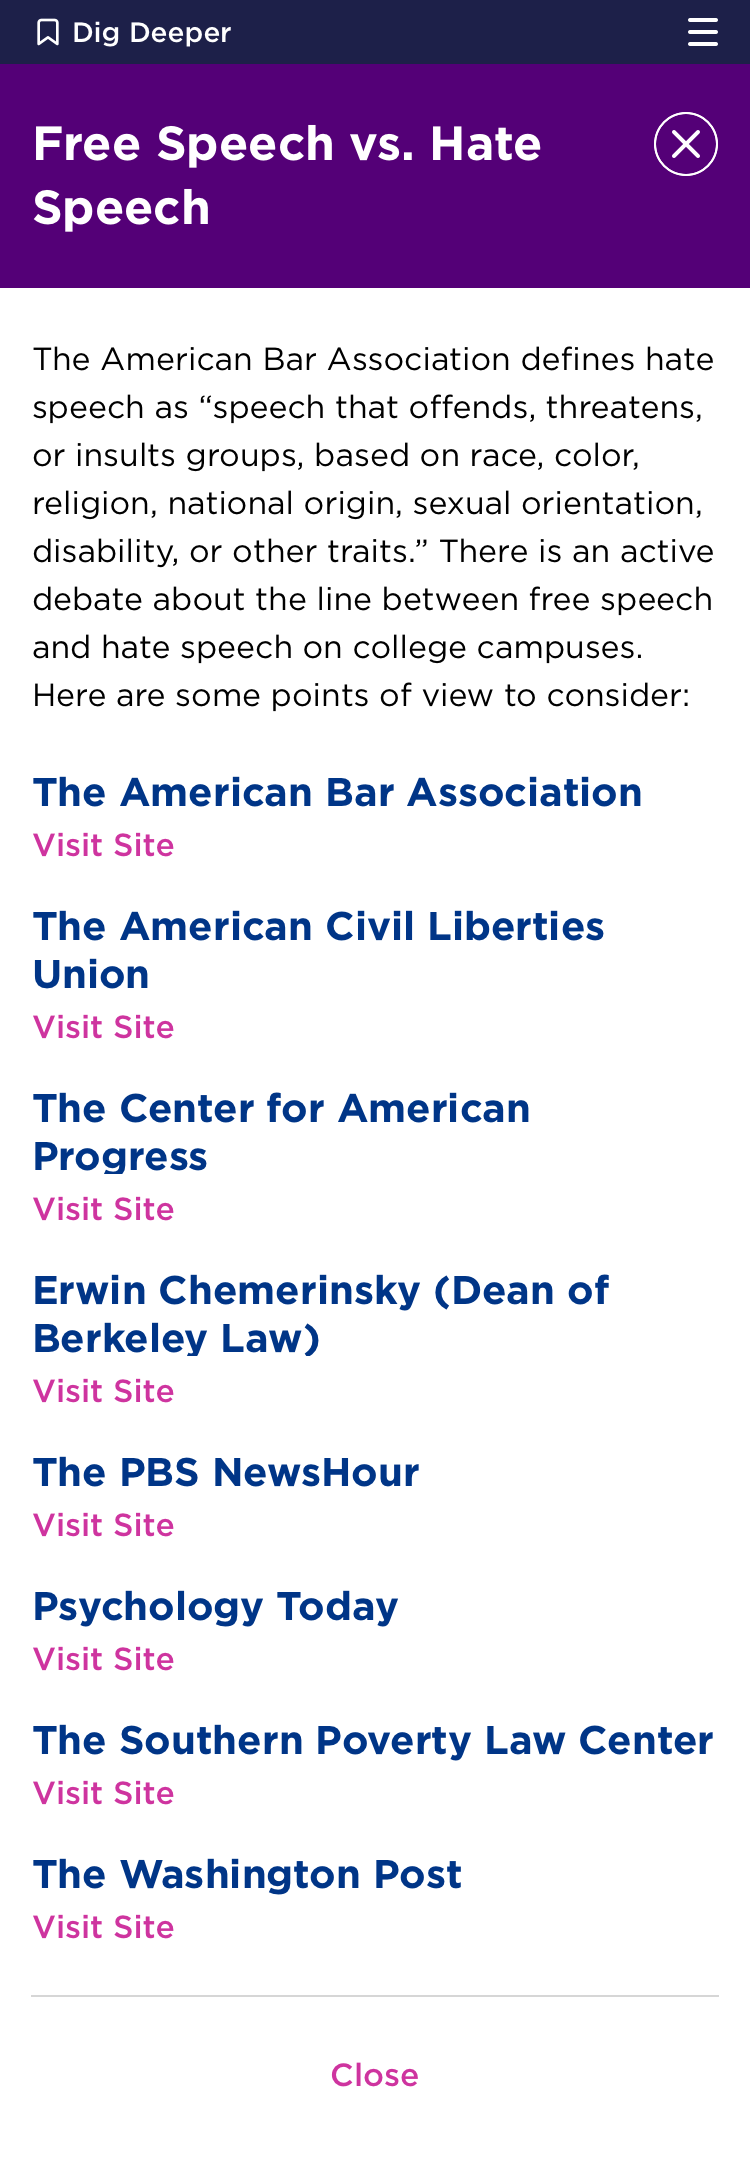 Dig Deeper
Free Speech vs. Hate
Speech
The American Bar Association defines hate
speech as “speech that offends, threatens,
or insults groups, based on race, color,
religion, national origin, sexual orientation,
disability, or other traits.” There is an active
debate about the line between free speech
and hate speech on college campuses.
Here are some points of view to consider:
The American Bar Association
Visit Site
The American Civil Liberties
Union
Visit Site
The Center for American
Progress
Visit Site
Erwin Chemerinsky (Dean of
Berkeley Law)
Visit Site
The PBS NewsHour
Visit Site
Psychology Today
Visit Site
The Southern Poverty Law Center
Visit Site
The Washington Post
Visit Site
Close